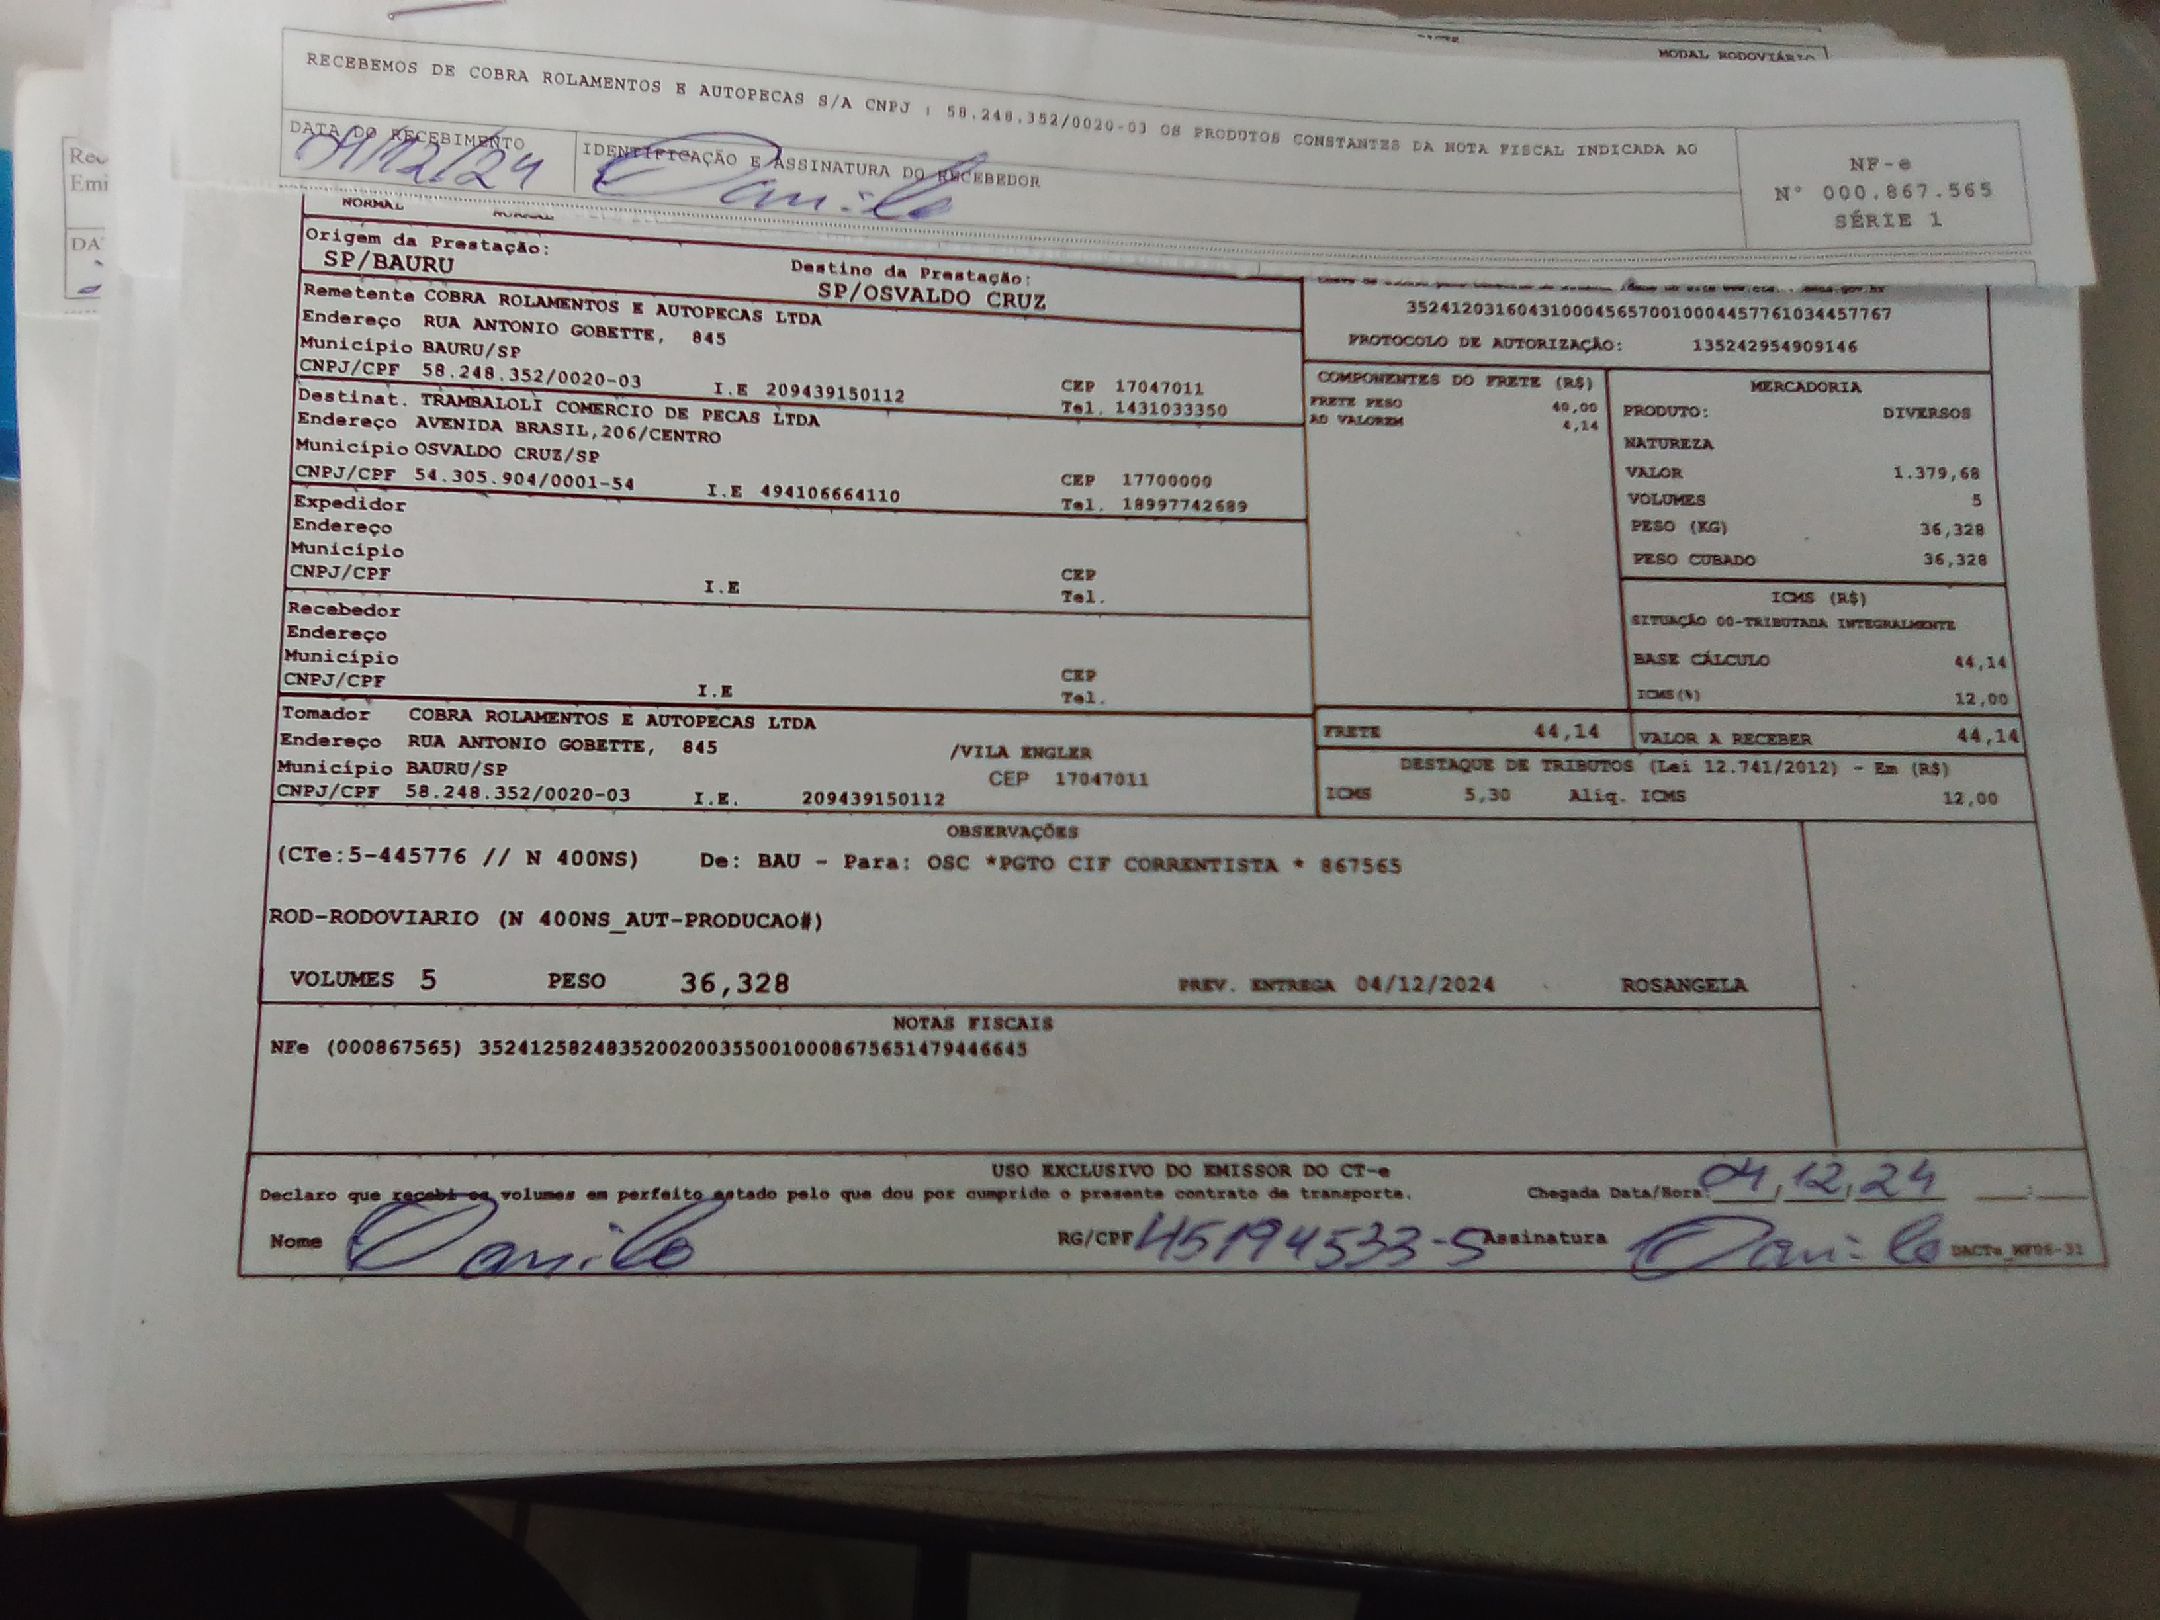 MODAL RODOVIÁRIO
RECEBEMOS DE COBRA ROLAMENTOS E AUTOPECAS S/A CNPJ : 58.248.352/0020-03 OS PRODUTOS CONSTANTES DA NOTA FISCAL INDICADA AO
DATA DO RECEBIMENTO
IDENTIFICAÇÃO E ASSINATURA DO RECEBEDOR
04/12/24
Danilo
NF-e
N° 000.867.565
SÉRIE 1
Rec
Emi
DA
NORMAL
NORMAL
Origem da Prestação:
SP/BAURU
Destino da Prestação:
SP/OSVALDO CRUZ
35241203160431000456570010004457761034457767
PROTOCOLO DE AUTORIZAÇÃO: 135242954909146
Remetente COBRA ROLAMENTOS E AUTOPECAS LTDA
Endereço RUA ANTONIO GOBETTE, 845
Município BAURU/SP
CEP 17047011
CNPJ/CPF 58.248.352/0020-03 I.E 209439150112
Tel. 1431033350
Destinat. TRAMBALOLI COMERCIO DE PECAS LTDA
Endereço AVENIDA BRASIL,206/CENTRO
Município OSVALDO CRUZ/SP
CEP 17700000
CNPJ/CPF 54.305.904/0001-54 I.E 494106664110
Tel. 18997742689
Expedidor
Endereço
Município
CEP
CNPJ/CPF I.E
Tel.
Recebedor
Endereço
Município
CEP
CNPJ/CPF I.E
Tel.
Tomador COBRA ROLAMENTOS E AUTOPECAS LTDA
Endereço RUA ANTONIO GOBETTE, 845 /VILA ENGLER
Município BAURU/SP CEP 17047011
CNPJ/CPF 58.248.352/0020-03 I.E. 209439150112
COMPONENTES DO FRETE (R$)
FRETE PESO 40,00
AD VALOREM 4,14
MERCADORIA
PRODUTO: DIVERSOS
NATUREZA
VALOR 1.379,68
VOLUMES 5
PESO (KG) 36,328
PESO CUBADO 36,328
ICMS (R$)
SITUAÇÃO 00-TRIBUTADA INTEGRALMENTE
BASE CÁLCULO 44,14
ICMS(%) 12,00
FRETE 44,14
VALOR A RECEBER 44,14
DESTAQUE DE TRIBUTOS (Lei 12.741/2012) - Em (R$)
ICMS 5,30 Alíq. ICMS 12,00
OBSERVAÇÕES
(CTe:5-445776 // N 400NS) De: BAU - Para: OSC *PGTO CIF CORRENTISTA * 867565
ROD-RODOVIARIO (N 400NS_AUT-PRODUCAO#)
VOLUMES 5 PESO 36,328 PREV. ENTREGA 04/12/2024 ROSANGELA
NOTAS FISCAIS
NFe (000867565) 35241258248352002003550010008675651479446645
USO EXCLUSIVO DO EMISSOR DO CT-e
Declaro que recebi os volumes em perfeito estado pelo que dou por cumprido o presente contrato de transporte. Chegada Data/Hora: 04/12/24 __:__
Nome Danilo RG/CPF 45194533-5 Assinatura Danilo DACTe_MF06-31